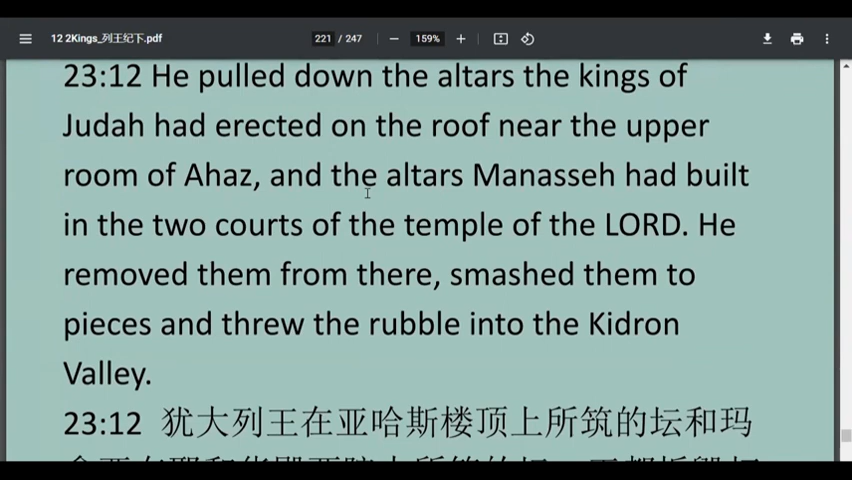 12 2Kings_列王纪下.pdf
221 / 247
159%
23:12 He pulled down the altars the kings of
Judah had erected on the roof near the upper
room of Ahaz, and the altars Manasseh had built
in the two courts of the temple of the LORD. He
removed them from there, smashed them to
pieces and threw the rubble into the Kidron
Valley.
23:12 犹大列王在亚哈斯楼顶上所筑的坛和玛